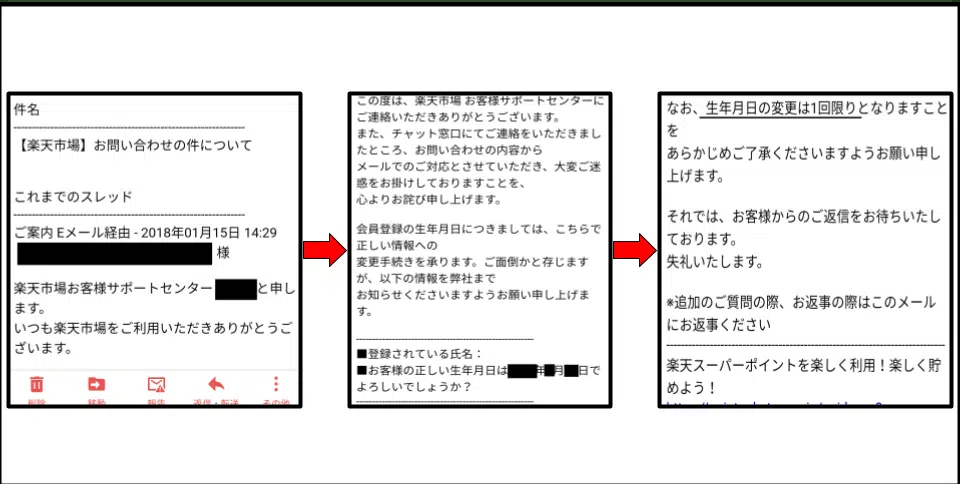 件名
【楽天市場】お問い合わせの件について
これまでのスレッド
ご案内 Eメール経由 - 2018年01月15日 14:29
様
楽天市場お客様サポートセンター と申し
ます。
いつも楽天市場をご利用いただきありがとうご
ざいます。
削除 移動 報告 返信・転送 その他
この度は、楽天市場 お客様サポートセンターに
ご連絡いただきありがとうございます。
また、チャット窓口にてご連絡をいただきまし
たところ、お問い合わせの内容から
メールでのご対応とさせていただき、大変ご迷
惑をお掛けしておりますことを、
心よりお詫び申し上げます。
会員登録の生年月日につきましては、こちらで
正しい情報への
変更手続きを承ります。ご面倒かと存じます
が、以下の情報を弊社まで
お知らせくださいますようお願い申し上げま
す。
■登録されている氏名：
■お客様の正しい生年月日は 年 月 日で
よろしいでしょうか？
なお、生年月日の変更は1回限りとなりますこと
を
あらかじめご了承くださいますようお願い申し
上げます。
それでは、お客様からのご返信をお待ちいたし
ております。
失礼いたします。
※追加のご質問の際、お返事の際はこのメール
にお返事ください
楽天スーパーポイントを楽しく利用！楽しく貯
めよう！